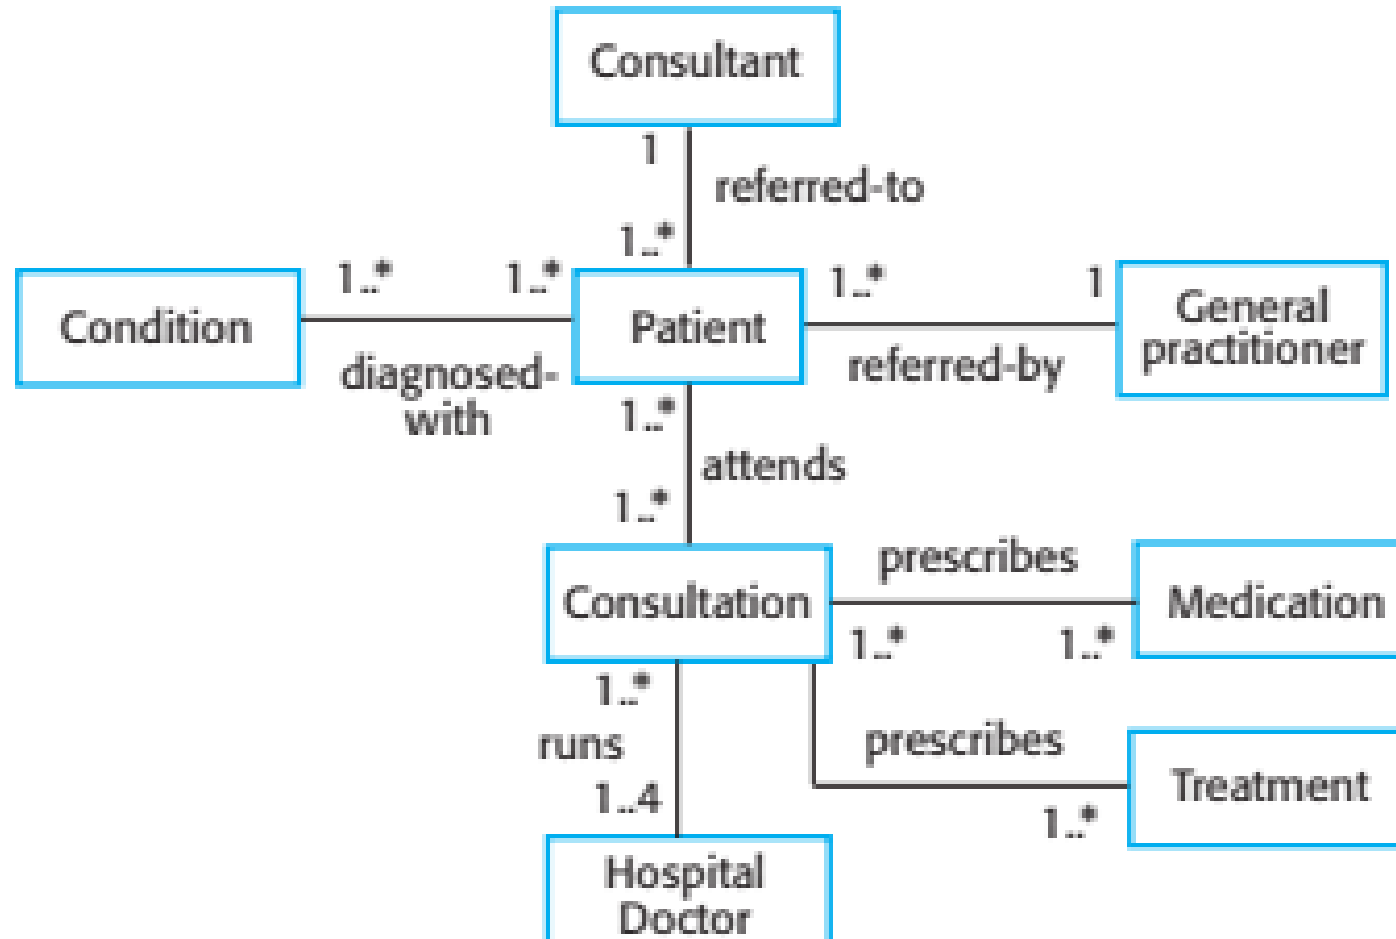 Consultant
1
referred-to
1..*
1..*
1..*
1..*
1
Condition
Patient
General
practitioner
diagnosed-
with
referred-by
1..*
attends
1..*
prescribes
Consultation
Medication
1..*
1..*
1..*
runs
prescribes
1..4
Treatment
1..*
Hospital
Doctor